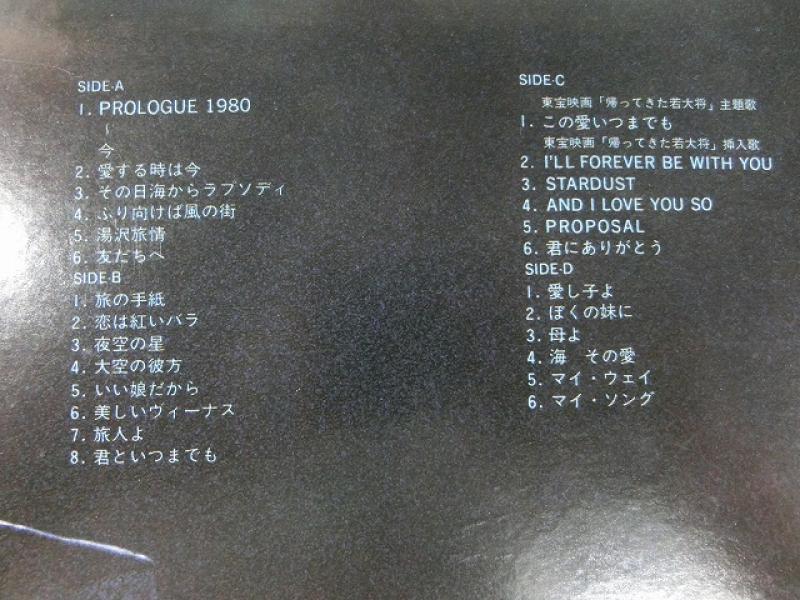 SIDE-A
1. PROLOGUE 1980
〜
今
2. 愛する時は今
3. その日海からラプソディ
4. ふり向けば風の街
5. 湯沢旅情
6. 友だちへ
SIDE-B
1. 旅の手紙
2. 恋は紅いバラ
3. 夜空の星
4. 大空の彼方
5. いい娘だから
6. 美しいヴィーナス
7. 旅人よ
8. 君といつまでも
SIDE-C
東宝映画「帰ってきた若大将」主題歌
1. この愛いつまでも
東宝映画「帰ってきた若大将」挿入歌
2. I'LL FOREVER BE WITH YOU
3. STARDUST
4. AND I LOVE YOU SO
5. PROPOSAL
6. 君にありがとう
SIDE-D
1. 愛し子よ
2. ぼくの妹に
3. 母よ
4. 海 その愛
5. マイ・ウェイ
6. マイ・ソング